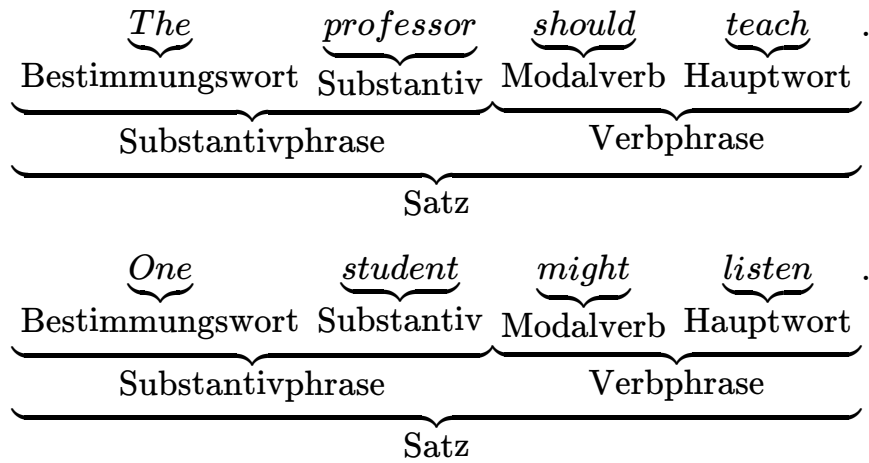 The professor should teach .
Bestimmungswort Substantiv Modalverb Hauptwort
Substantivphrase Verbphrase
Satz
One student might listen .
Bestimmungswort Substantiv Modalverb Hauptwort
Substantivphrase Verbphrase
Satz